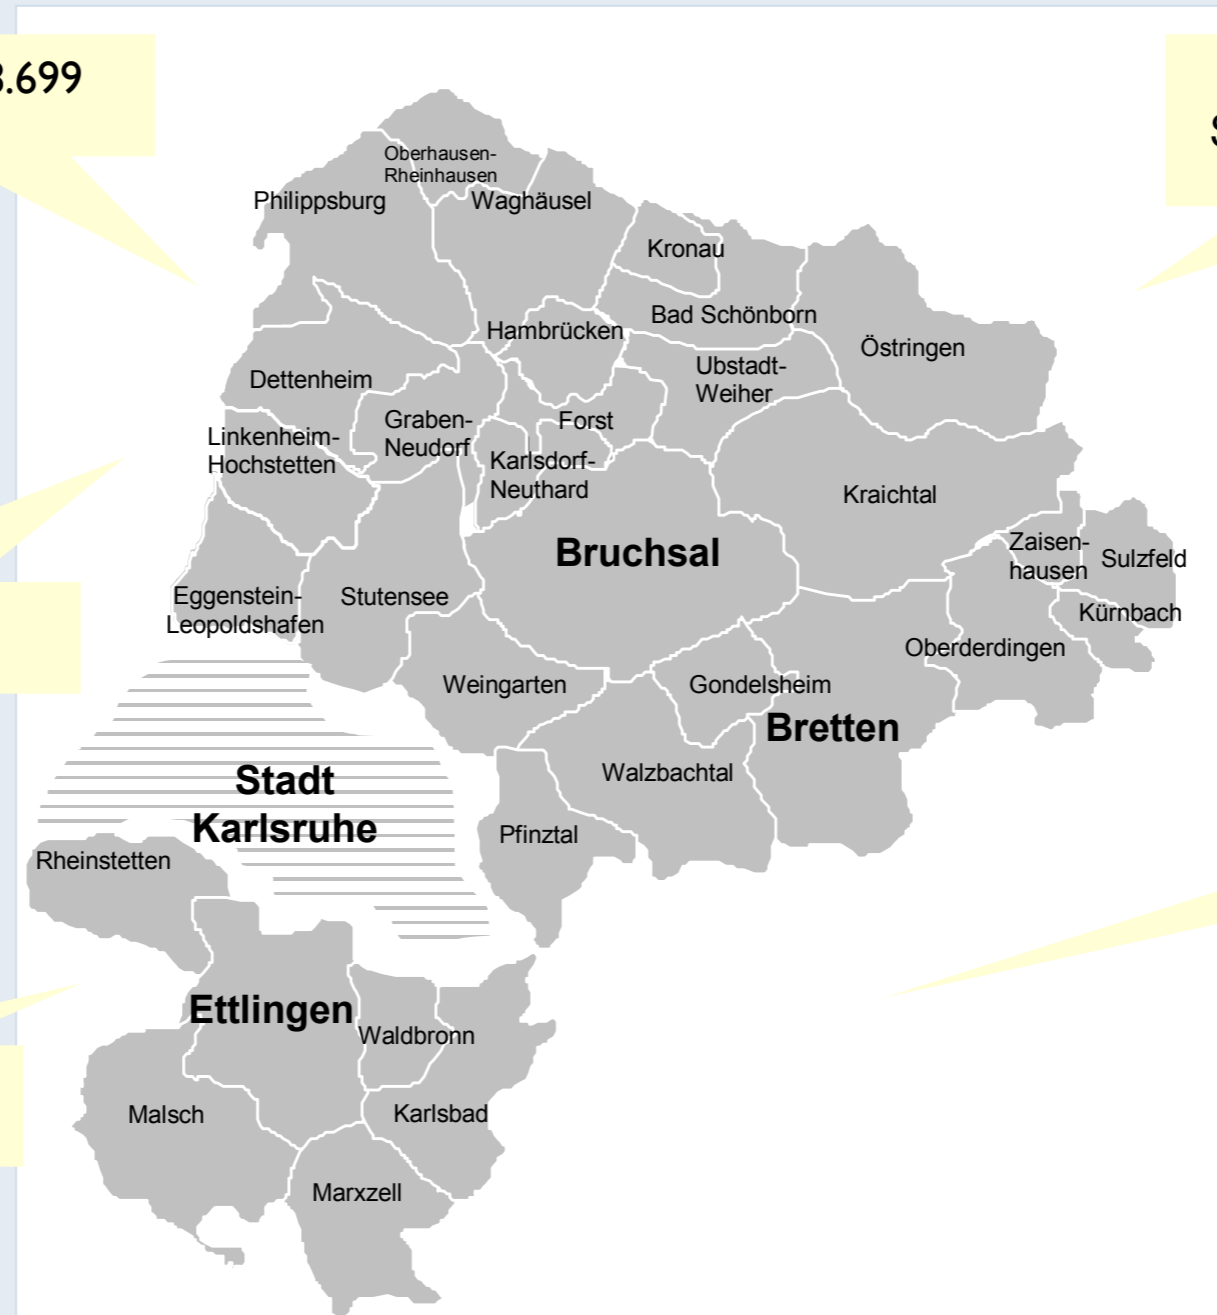 .699
Oberhausen-
Rheinhausen
Philippsburg
Waghäusel
Kronau
Bad Schönborn
Hambrücken
Östringen
Ubstadt-
Weiher
Dettenheim
Graben-
Neudorf
Forst
Linkenheim-
Hochstetten
Karlsdorf-
Neuthard
Kraichtal
Bruchsal
Zaisen-
hausen
Sulzfeld
Eggenstein-
Leopoldshafen
Stutensee
Kürnbach
Oberderdingen
Weingarten
Gondelsheim
Bretten
Walzbachtal
Stadt
Karlsruhe
Pfinztal
Rheinstetten
Ettlingen
Waldbronn
Malsch
Karlsbad
Marxzell